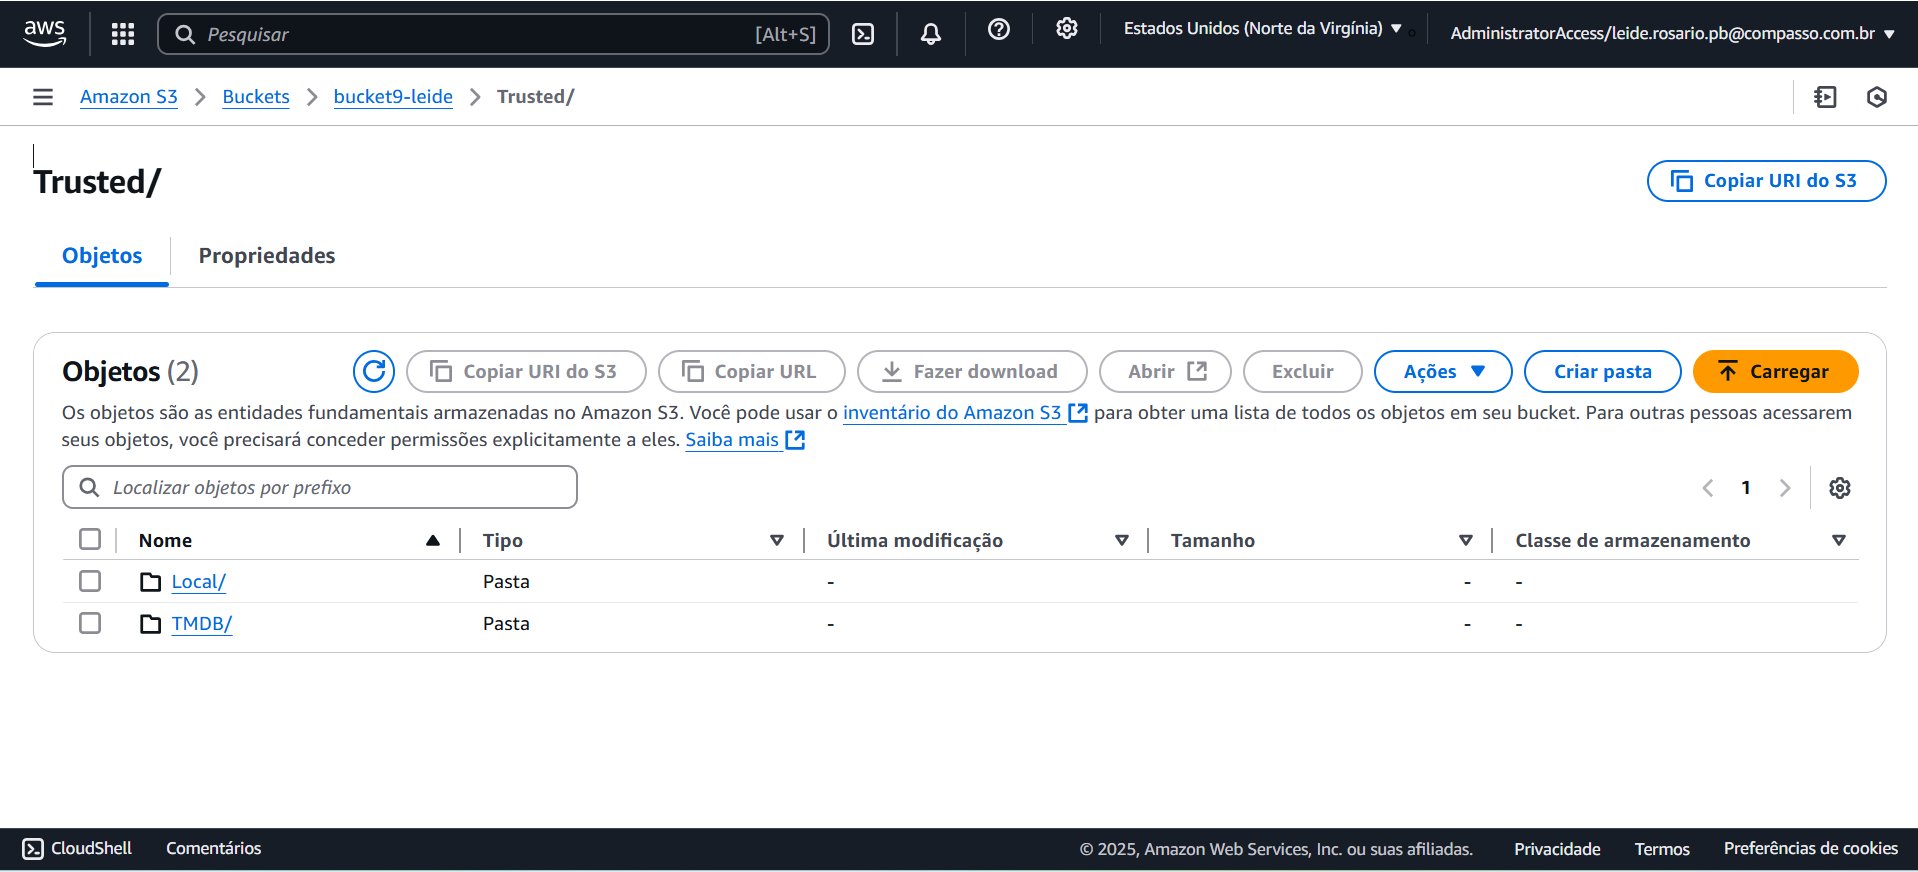 aws Pesquisar [Alt+S] Estados Unidos (Norte da Virgínia) AdministratorAccess/leide.rosario.pb@compasso.com.br
Amazon S3 Buckets bucket9-leide Trusted/
Trusted/ Copiar URI do S3
Objetos Propriedades
Objetos (2) Copiar URI do S3 Copiar URL Fazer download Abrir Excluir Ações Criar pasta Carregar
Os objetos são as entidades fundamentais armazenadas no Amazon S3. Você pode usar o inventário do Amazon S3 para obter uma lista de todos os objetos em seu bucket. Para outras pessoas acessarem
seus objetos, você precisará conceder permissões explicitamente a eles. Saiba mais
Localizar objetos por prefixo 1
Nome Tipo Última modificação Tamanho Classe de armazenamento
Local/ Pasta - - -
TMDB/ Pasta - - -
CloudShell Comentários © 2025, Amazon Web Services, Inc. ou suas afiliadas. Privacidade Termos Preferências de cookies